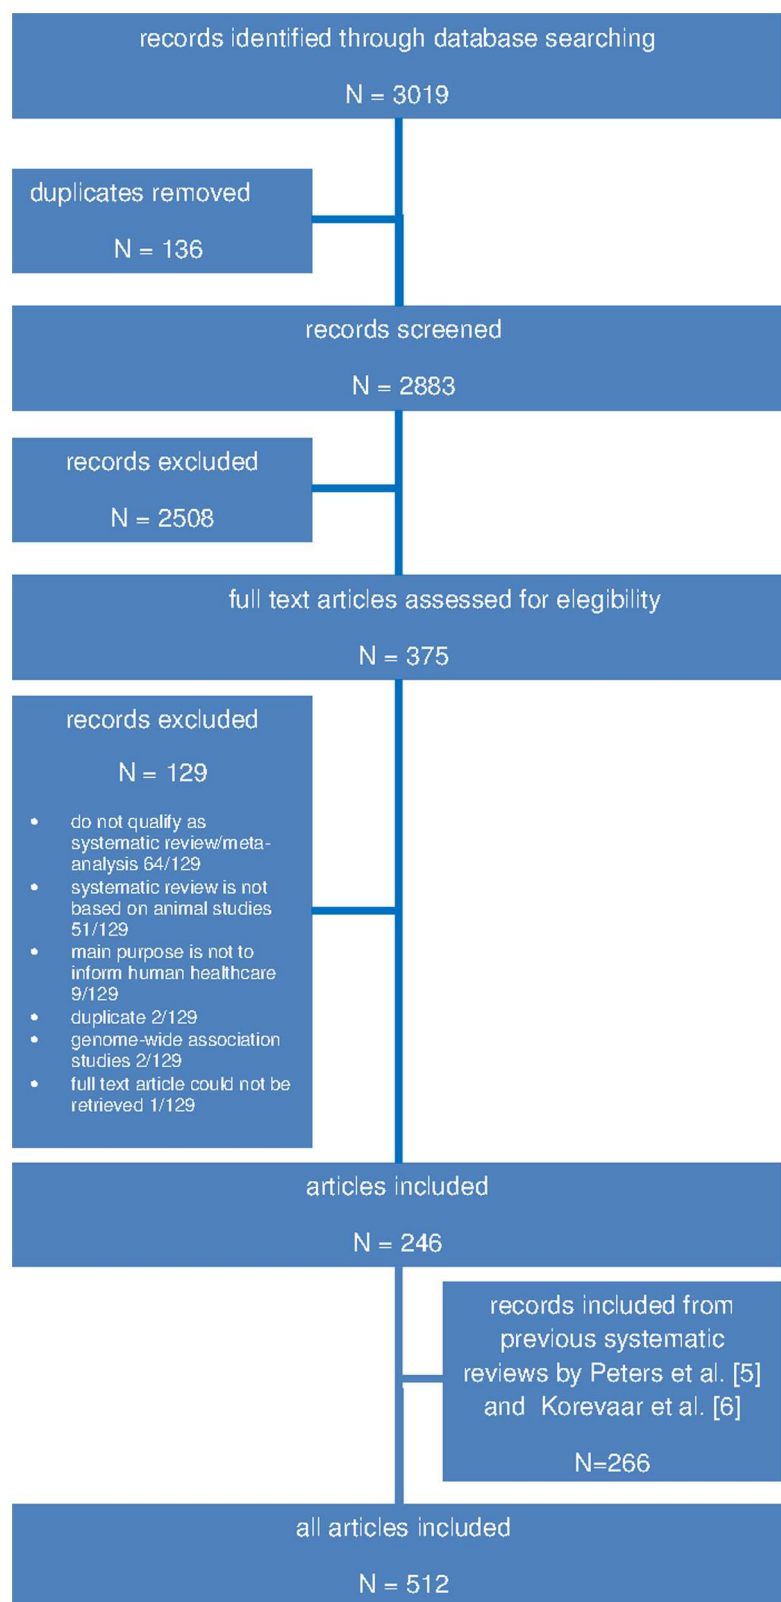 records identified through database searching
N = 3019
duplicates removed
N = 136
records screened
N = 2883
records excluded
N = 2508
full text articles assessed for elegibility
N = 375
records excluded
N = 129
• do not qualify as
systematic review/meta-
analysis 64/129
• systematic review is not
based on animal studies
51/129
• main purpose is not to
inform human healthcare
9/129
• duplicate 2/129
• genome-wide association
studies 2/129
• full text article could not be
retrieved 1/129
articles included
N = 246
records included from
previous systematic
reviews by Peters et al. [5]
and Korevaar et al. [6]
N=266
all articles included
N = 512